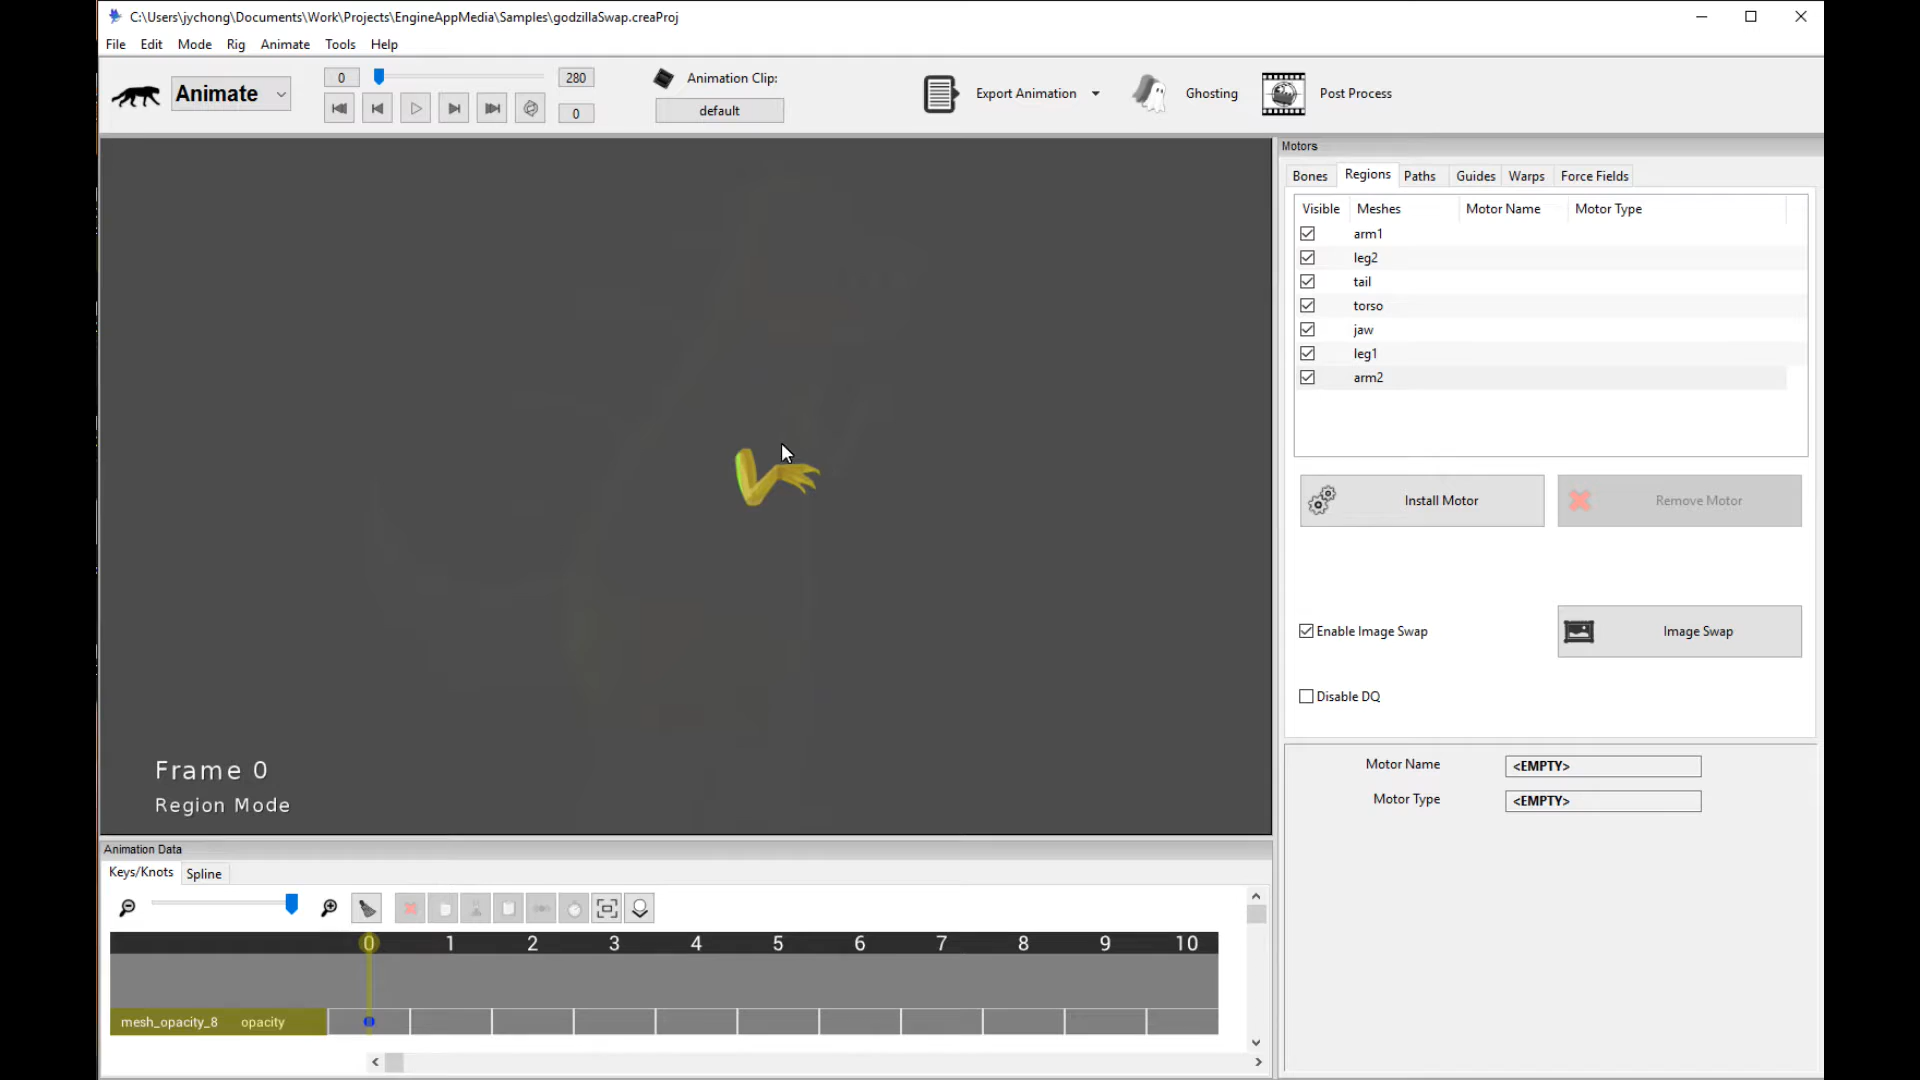 C:\Users\jychong\Documents\Work\Projects\EngineAppMedia\Samples\godzillaSwap.creaProj
File Edit Mode Rig Animate Tools Help
Animate
0 280
0
Animation Clip:
default
Export Animation
Ghosting
Post Process
Motors
Bones Regions Paths Guides Warps Force Fields
Visible Meshes Motor Name Motor Type
arm1
leg2
tail
torso
jaw
leg1
arm2
Install Motor Remove Motor
Enable Image Swap Image Swap
Disable DQ
Motor Name <EMPTY>
Motor Type <EMPTY>
Frame 0
Region Mode
Animation Data
Keys/Knots Spline
0 1 2 3 4 5 6 7 8 9 10
mesh_opacity_8 opacity